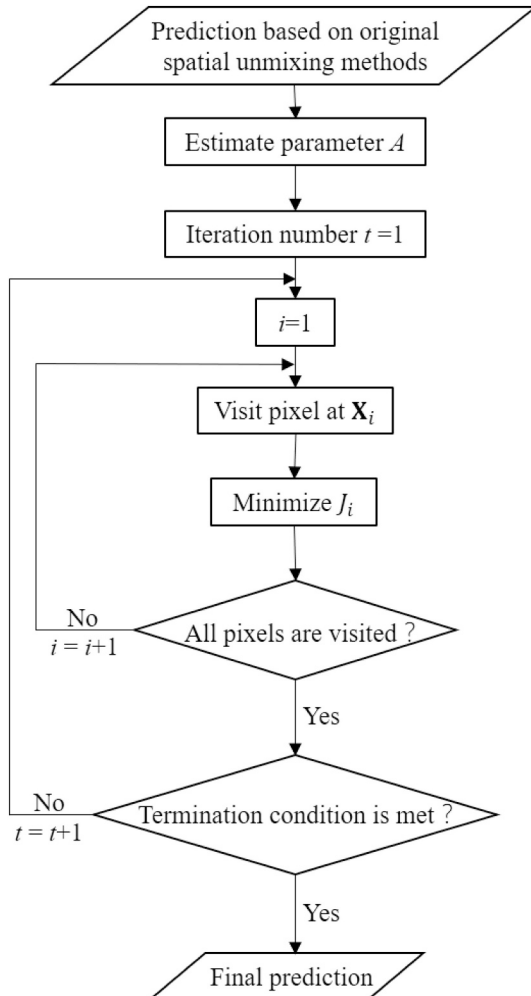 Prediction based on original
spatial unmixing methods
Estimate parameter A
Iteration number t =1
i=1
Visit pixel at Xᵢ
Minimize Jᵢ
All pixels are visited？
No
i = i+1
Yes
Termination condition is met？
No
t = t+1
Yes
Final prediction